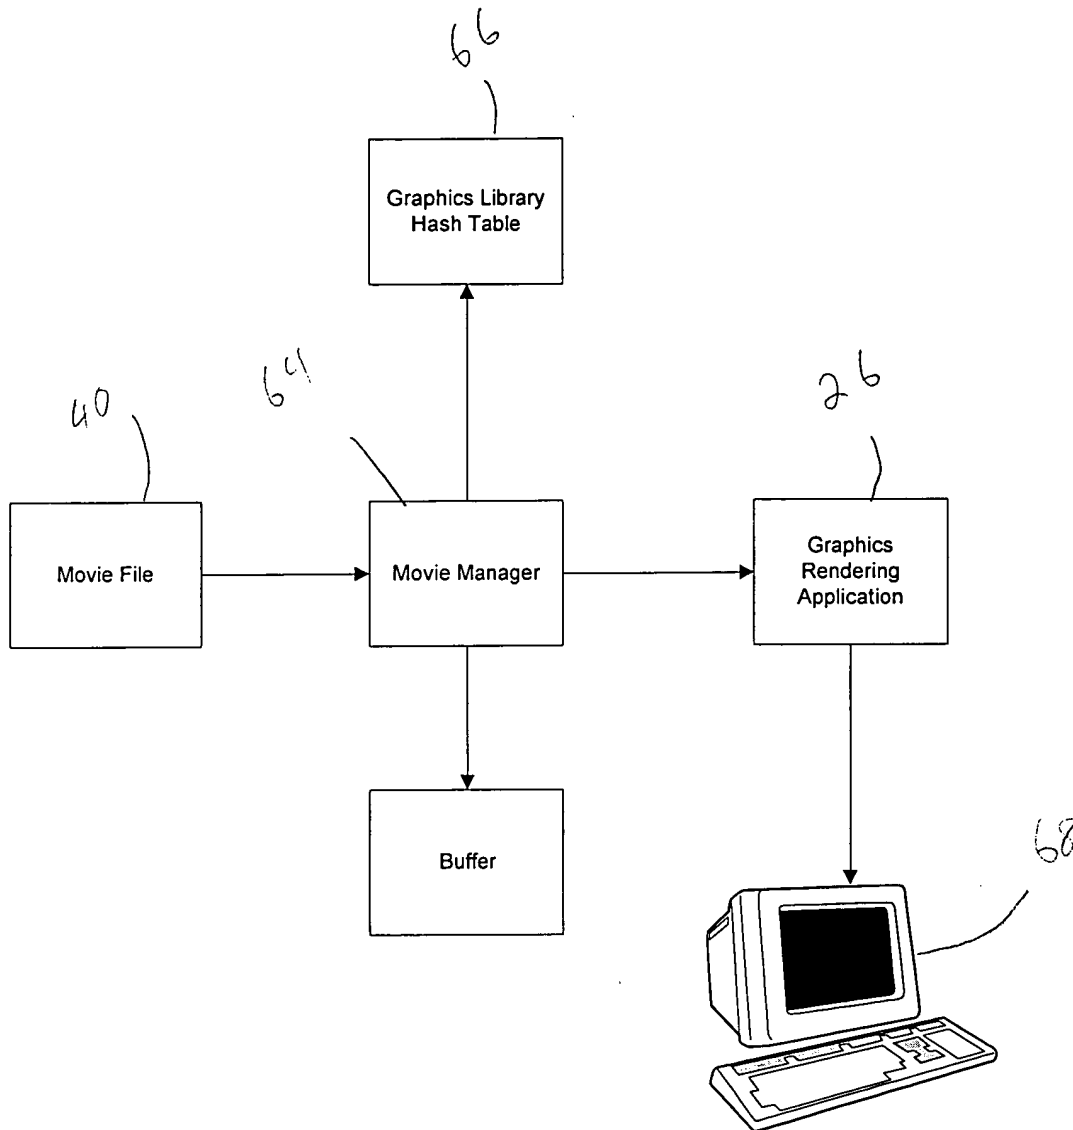 66
Graphics Library
Hash Table
40
64
26
Movie File
Movie Manager
Graphics
Rendering
Application
Buffer
68